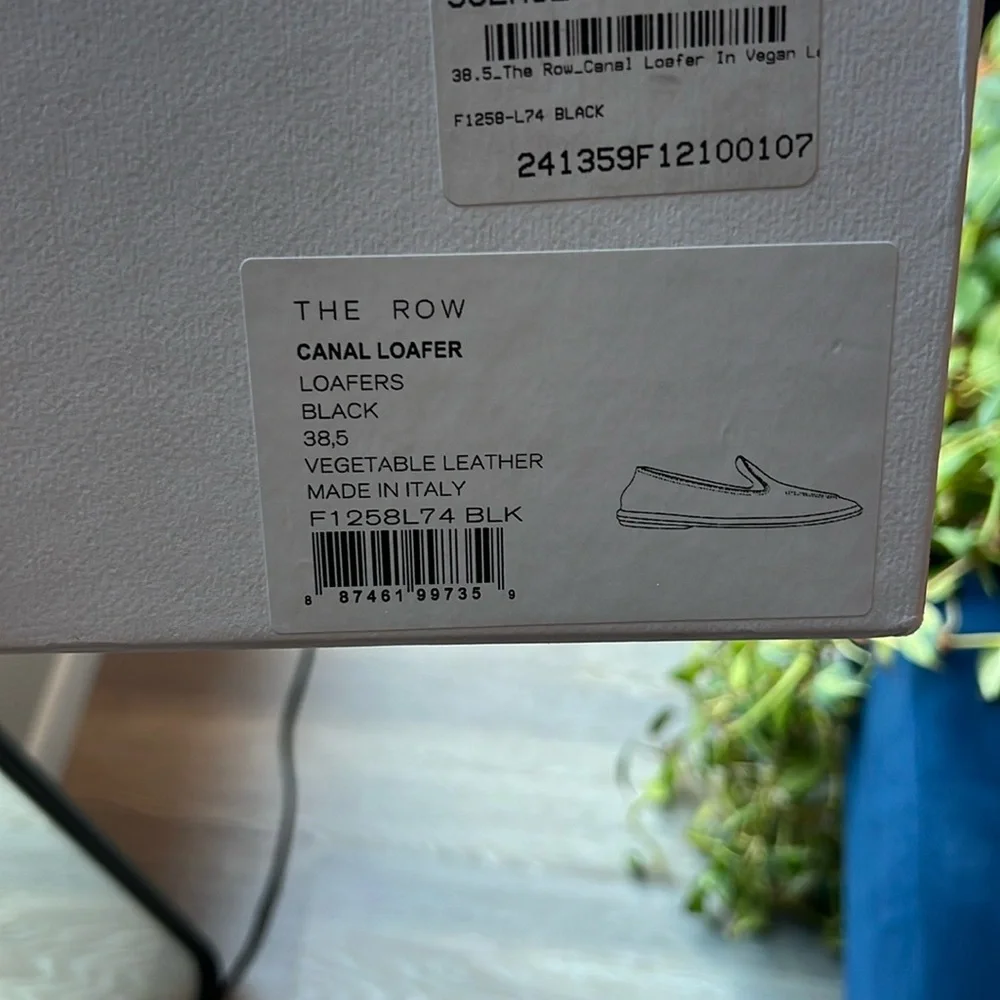 38.5_The Row_Canal Loafer In Vegan
F1258-L74 BLACK
241359F12100107
THE ROW
CANAL LOAFER
LOAFERS
BLACK
38,5
VEGETABLE LEATHER
MADE IN ITALY
F1258L74 BLK
8 87461 99735 9